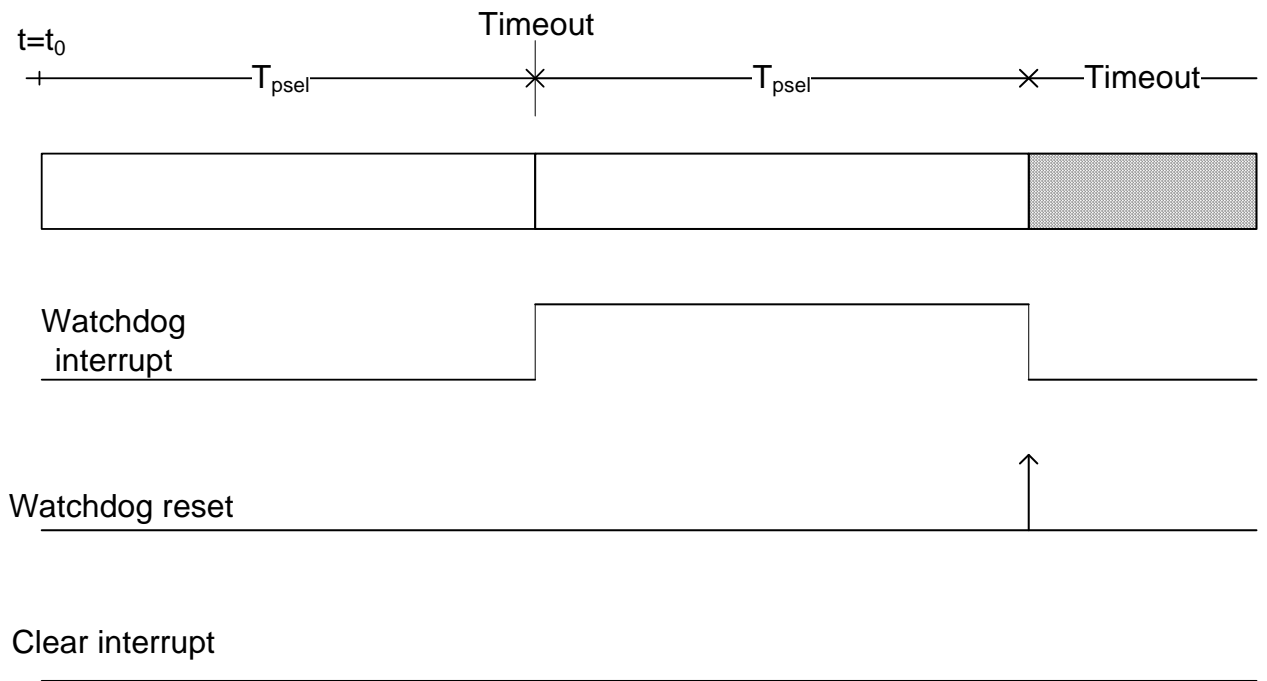 Timeout
t=t₀
Tpsel
Tpsel
Timeout
Watchdog
interrupt
Watchdog reset
Clear interrupt